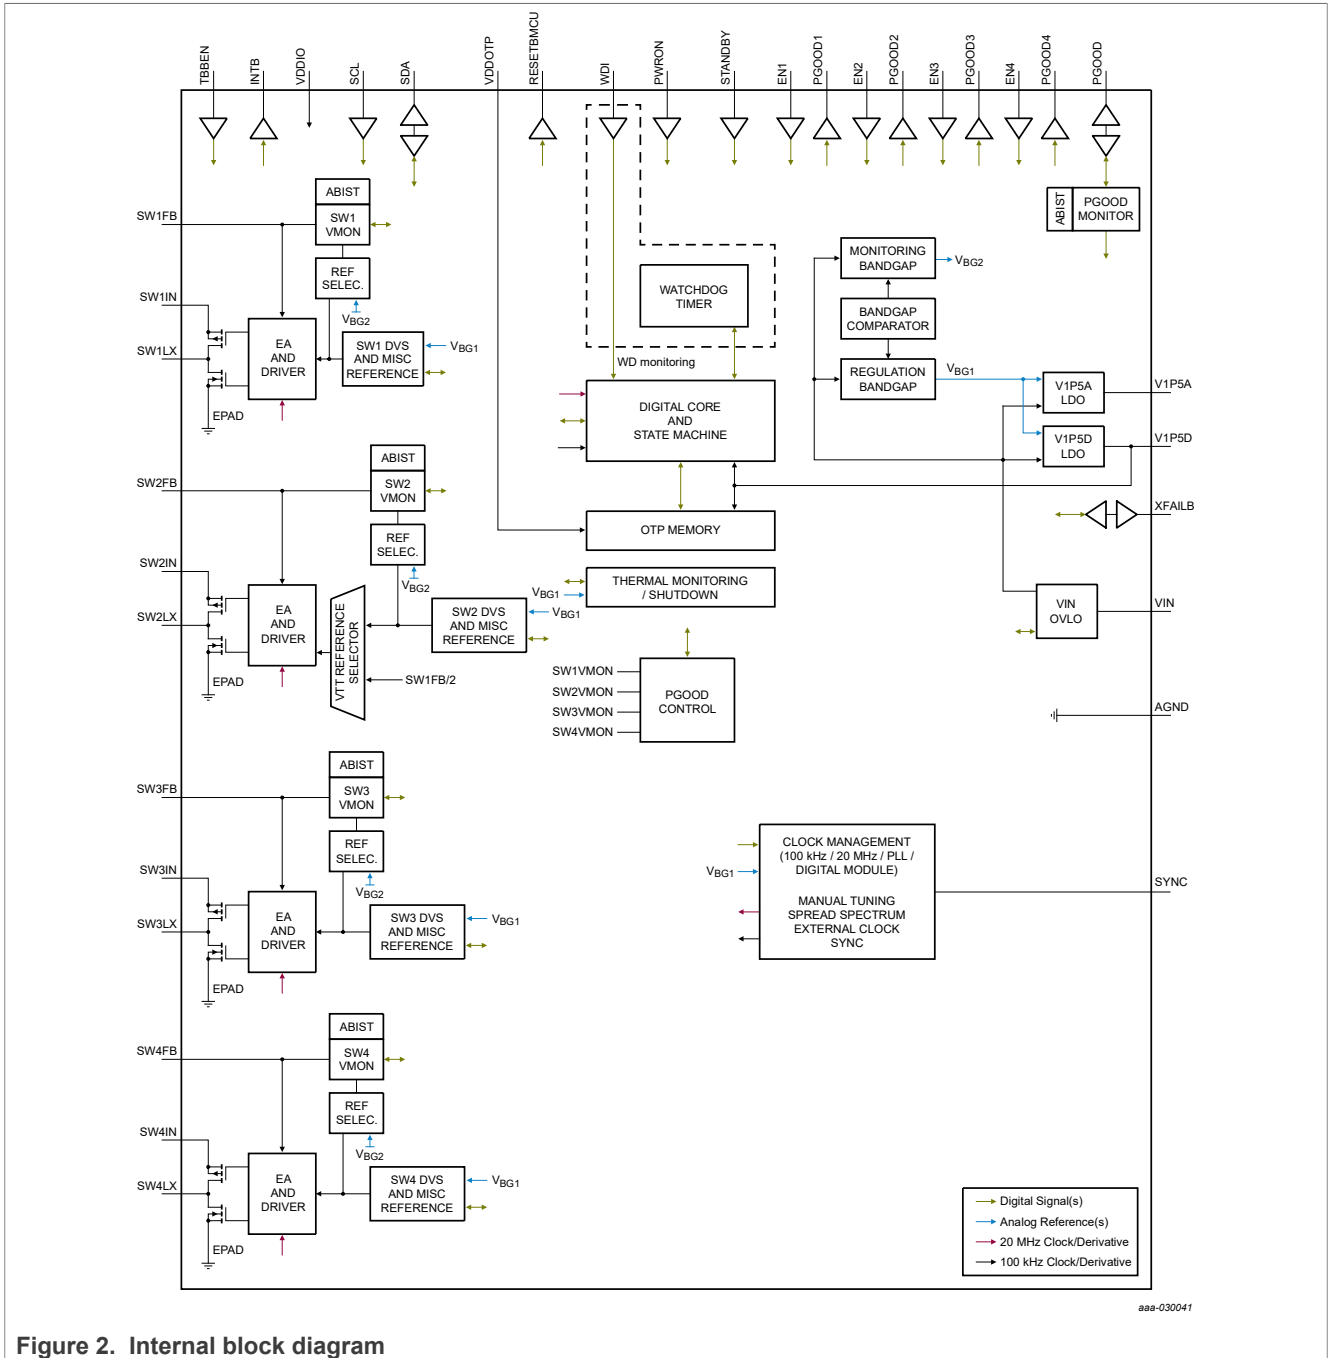 TBBEN
INTB
VDDIO
SCL
SDA
VDDOTP
RESETBMCU
WDI
PWRON
STANDBY
EN1
PGOOD1
EN2
PGOOD2
EN3
PGOOD3
EN4
PGOOD4
PGOOD
ABIST
SW1
VMON
REF
SELEC.
VBG2
SW1FB
SW1IN
SW1LX
EA
AND
DRIVER
SW1 DVS
AND MISC
REFERENCE
VBG1
EPAD
ABIST
SW2
VMON
REF
SELEC.
VBG2
SW2FB
SW2IN
SW2LX
EA
AND
DRIVER
VTT REFERENCE
SELECTOR
SW2 DVS
AND MISC
REFERENCE
VBG1
SW1FB/2
EPAD
ABIST
SW3
VMON
REF
SELEC.
VBG2
SW3FB
SW3IN
SW3LX
EA
AND
DRIVER
SW3 DVS
AND MISC
REFERENCE
VBG1
EPAD
ABIST
SW4
VMON
REF
SELEC.
VBG2
SW4FB
SW4IN
SW4LX
EA
AND
DRIVER
SW4 DVS
AND MISC
REFERENCE
VBG1
EPAD
WATCHDOG
TIMER
WD monitoring
DIGITAL CORE
AND
STATE MACHINE
OTP MEMORY
THERMAL MONITORING
/ SHUTDOWN
VBG1
SW1VMON
SW2VMON
SW3VMON
SW4VMON
PGOOD
CONTROL
ABIST
PGOOD
MONITOR
MONITORING
BANDGAP
VBG2
BANDGAP
COMPARATOR
REGULATION
BANDGAP
VBG1
V1P5A
LDO
V1P5A
V1P5D
LDO
V1P5D
XFAILB
VIN
OVLO
VIN
AGND
CLOCK MANAGEMENT
(100 kHz / 20 MHz / PLL /
DIGITAL MODULE)
MANUAL TUNING
SPREAD SPECTRUM
EXTERNAL CLOCK
SYNC
VBG1
SYNC
Digital Signal(s)
Analog Reference(s)
20 MHz Clock/Derivative
100 kHz Clock/Derivative
aaa-030041
Figure 2. Internal block diagram